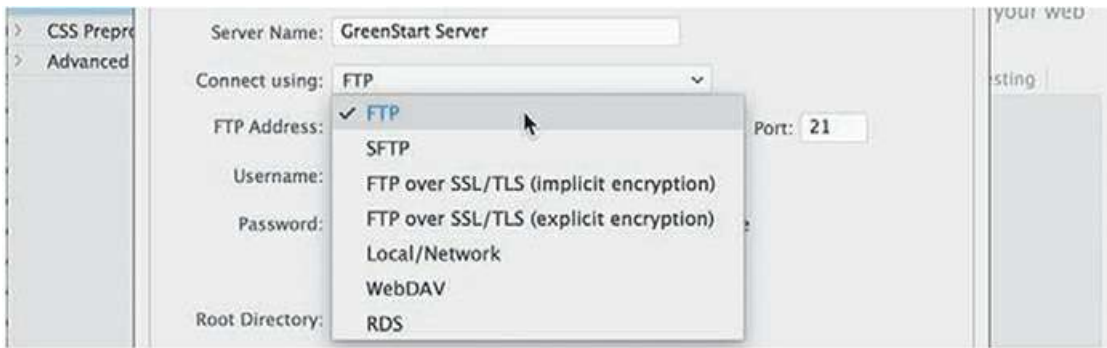 your web
CSS Prepro
Server Name: GreenStart Server
Advanced
Connect using: FTP
sting
FTP Address: ✓ FTP
Port: 21
SFTP
Username:
FTP over SSL/TLS (implicit encryption)
Password:
FTP over SSL/TLS (explicit encryption)
e
Local/Network
WebDAV
Root Directory:
RDS